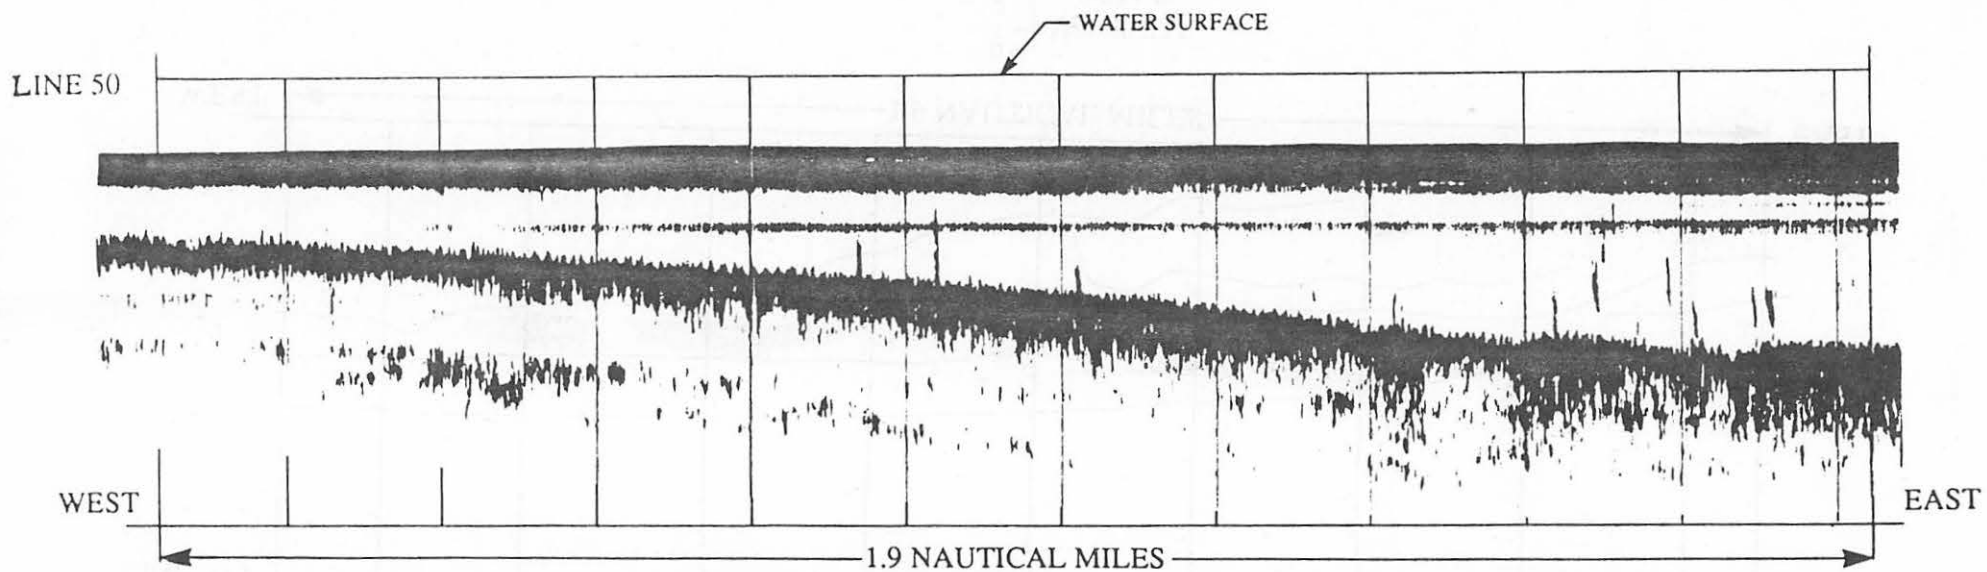 WATER SURFACE
LINE 50
WEST
EAST
1.9 NAUTICAL MILES